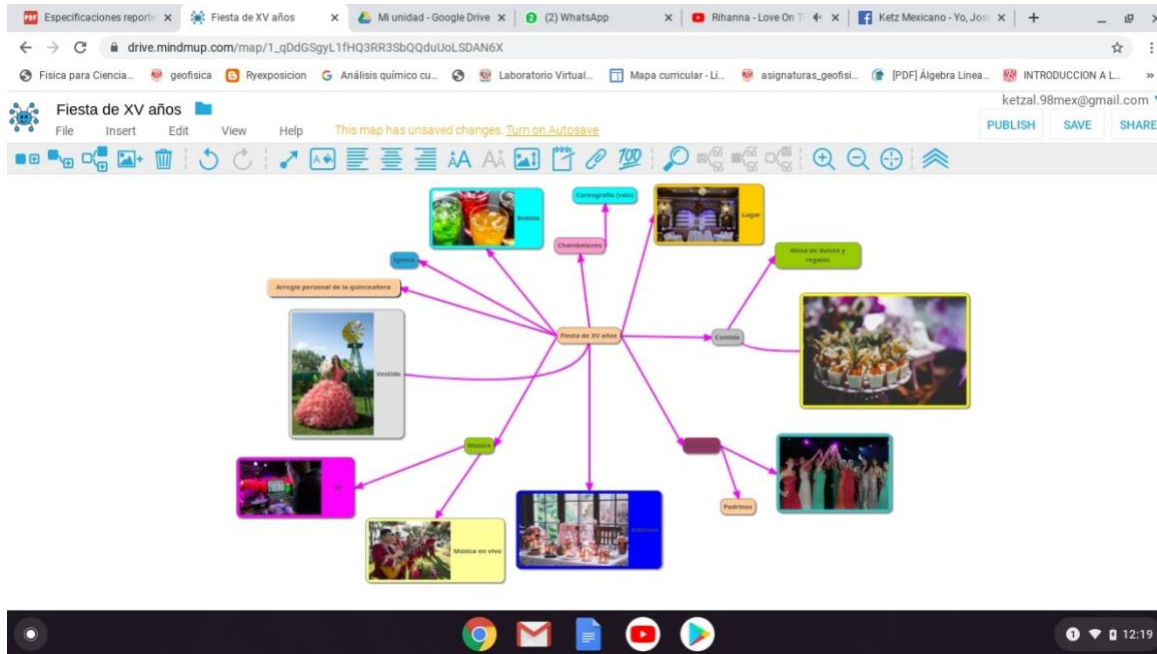 Especificaciones reporte
Fiesta de XV años
Mi unidad - Google Drive
(2) WhatsApp
Rihanna - Love On T
Ketz Mexicano - Yo, Jos
drive.mindmup.com/map/1_qDdGSgyL1fHQ3RR3SbQQduUoLSDAN6X
Fisica para Ciencia...
geofisica
Ryexposicion
Análisis químico cu...
Laboratorio Virtual...
Mapa curricular - Li...
asignaturas_geofisi...
[PDF] Álgebra Linea...
INTRODUCCION A L...
Fiesta de XV años
ketzal.98mex@gmail.com
File Insert Edit View Help
This map has unsaved changes. Turn on Autosave
PUBLISH SAVE SHARE
Bebida
Coreografía (vals)
Lugar
Chambelanes
Mesa de dulces y
regalos
Iglesia
Arreglo personal de la quinceañera
Fiesta de XV años
Comida
Vestido
Música
Padrinos
Adornos
Música en vivo
1
12:19